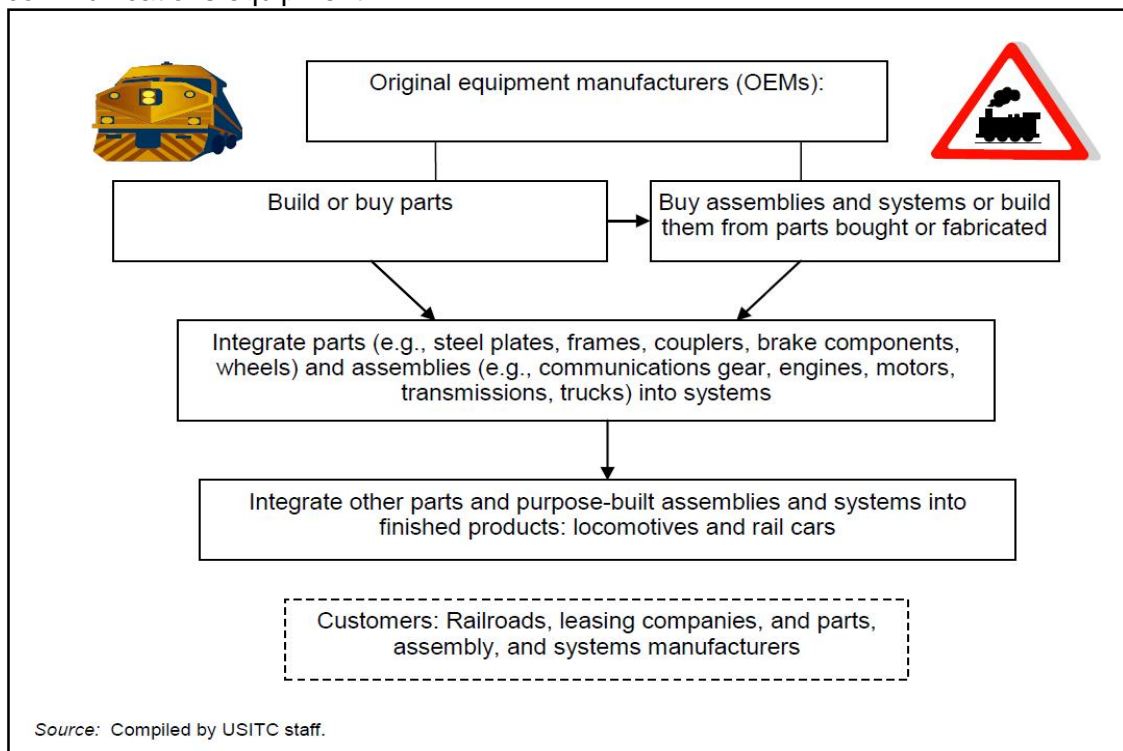 Original equipment manufacturers (OEMs):
Build or buy parts
Buy assemblies and systems or build
them from parts bought or fabricated
Integrate parts (e.g., steel plates, frames, couplers, brake components,
wheels) and assemblies (e.g., communications gear, engines, motors,
transmissions, trucks) into systems
Integrate other parts and purpose-built assemblies and systems into
finished products: locomotives and rail cars
Customers: Railroads, leasing companies, and parts,
assembly, and systems manufacturers
Source: Compiled by USITC staff.